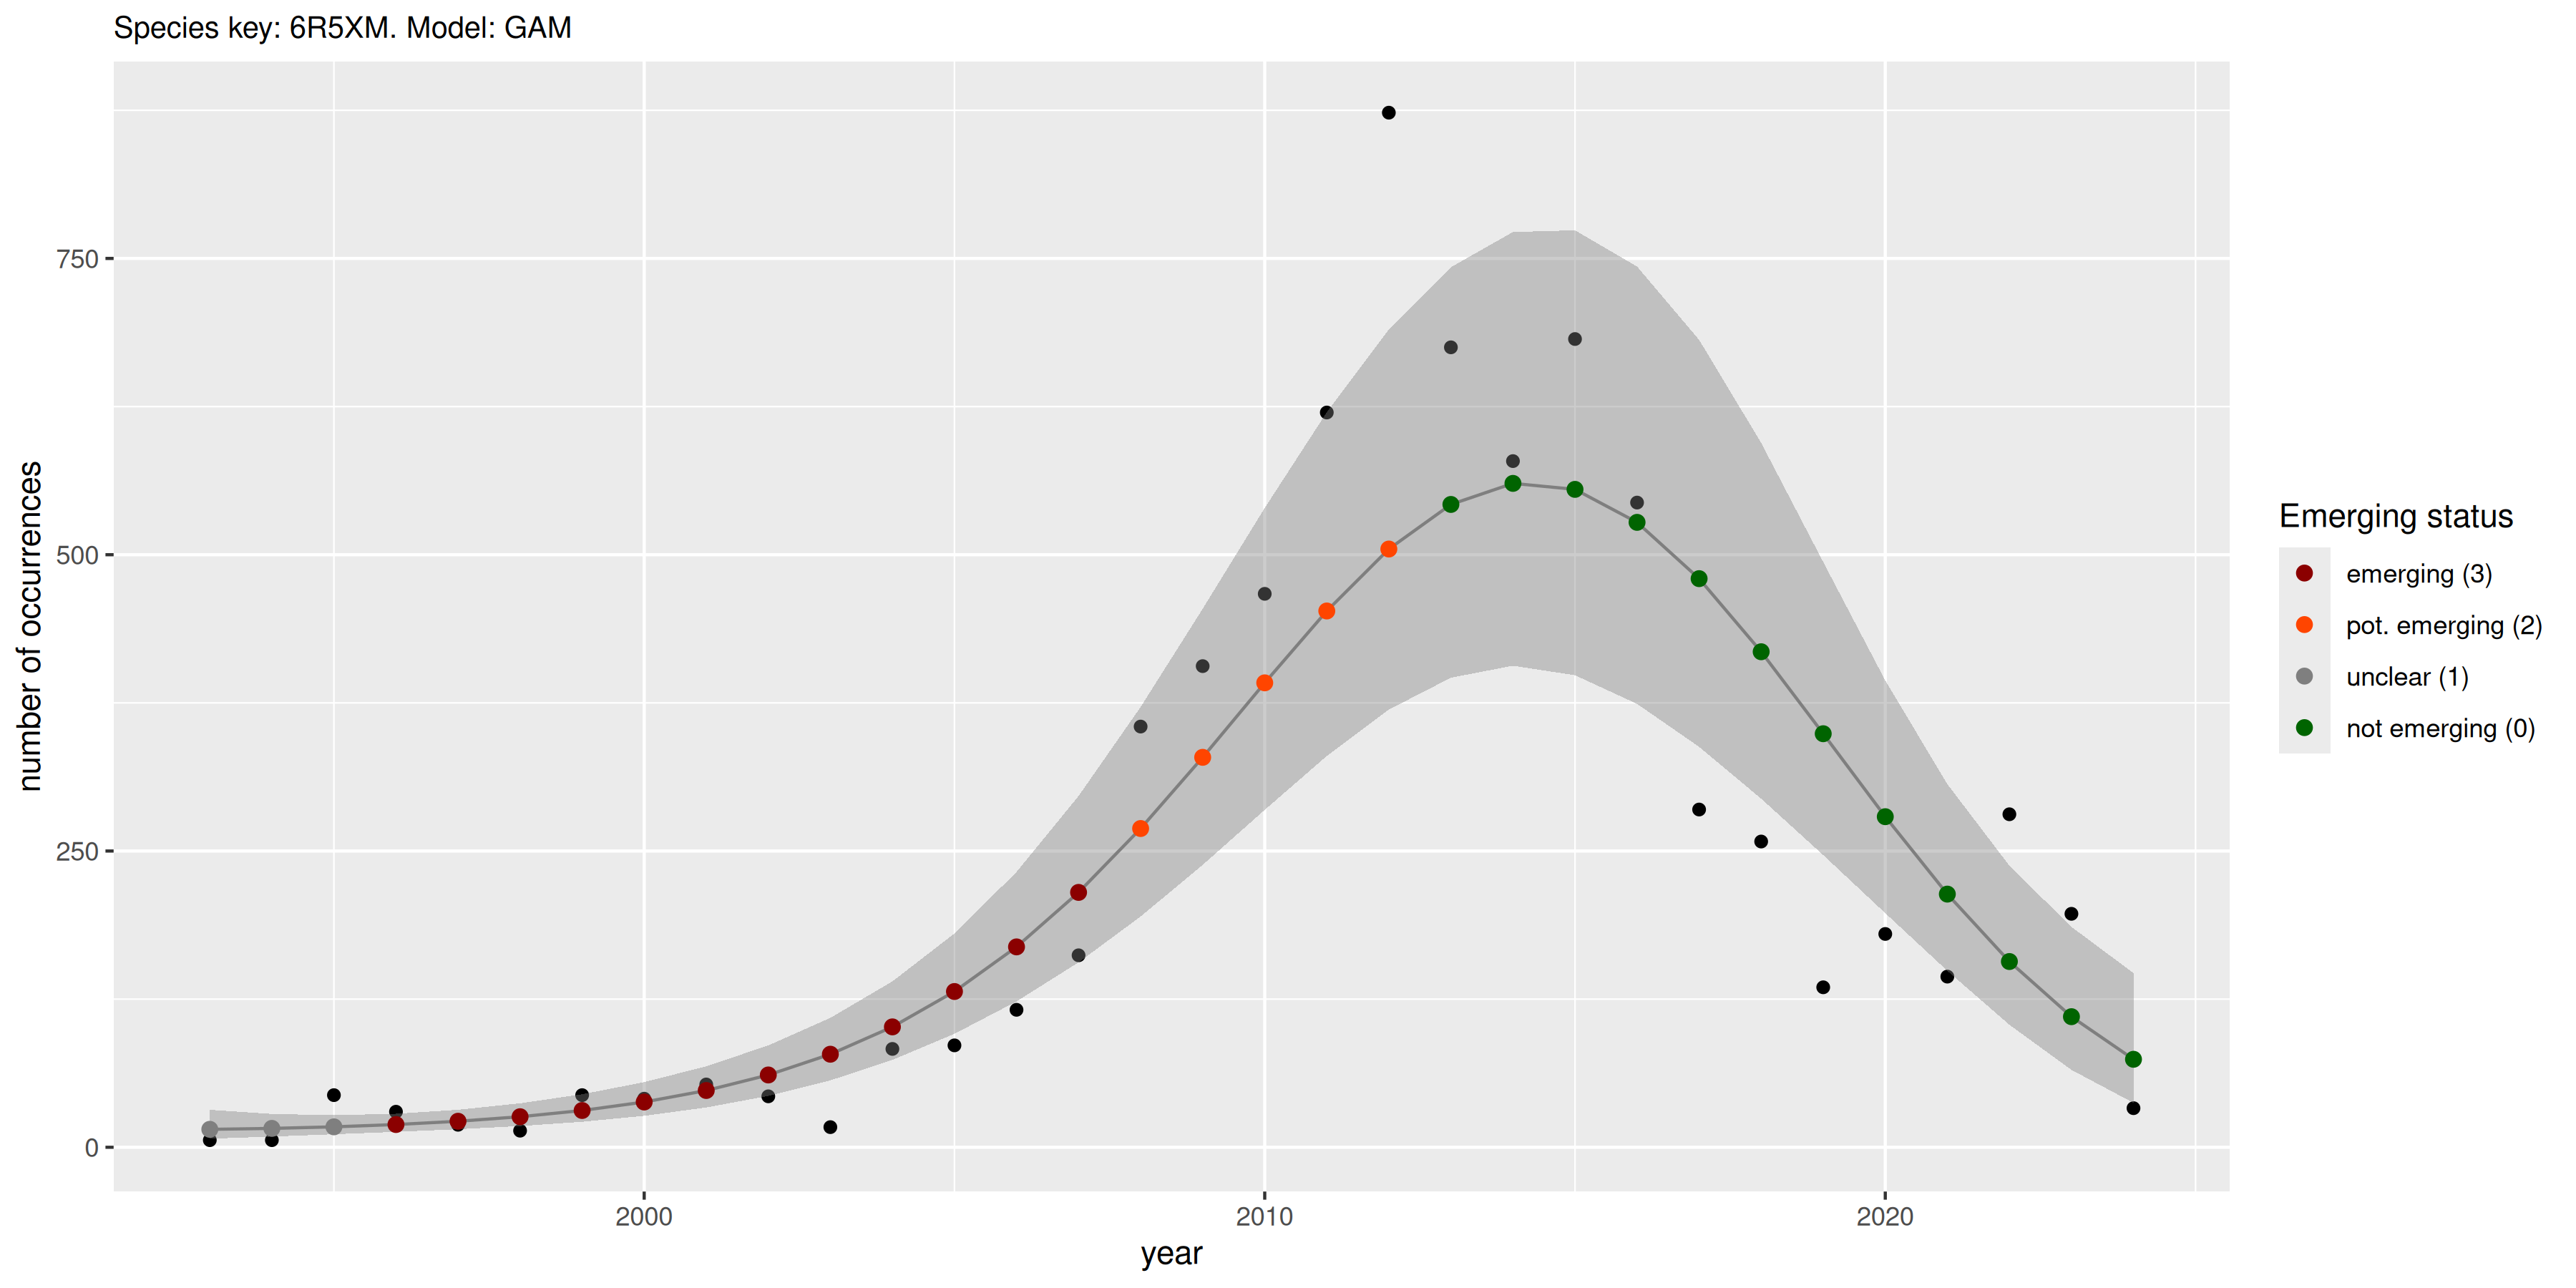 Species key: 6R5XM. Model: GAM
number of occurrences
750
500
250
0
2000
2010
2020
year
Emerging status
emerging (3)
pot. emerging (2)
unclear (1)
not emerging (0)